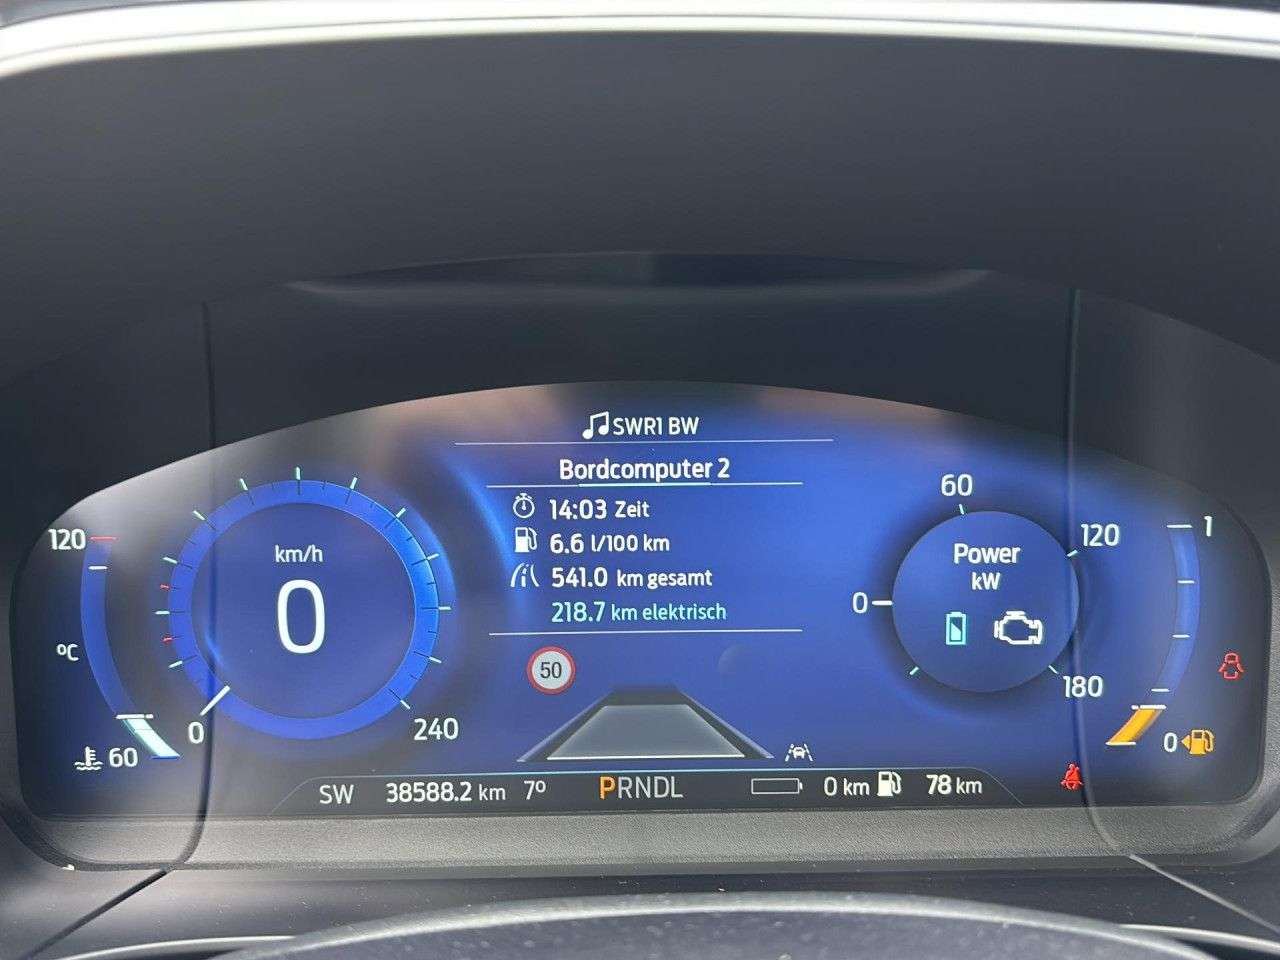 SWR1 BW
Bordcomputer 2
14:03 Zeit
6.6 l/100 km
541.0 km gesamt
218.7 km elektrisch
50
120
°C
60
km/h
0
0
240
60
120
0
180
Power
kW
1
0
SW 38588.2 km 7° PRNDL 0 km 78 km